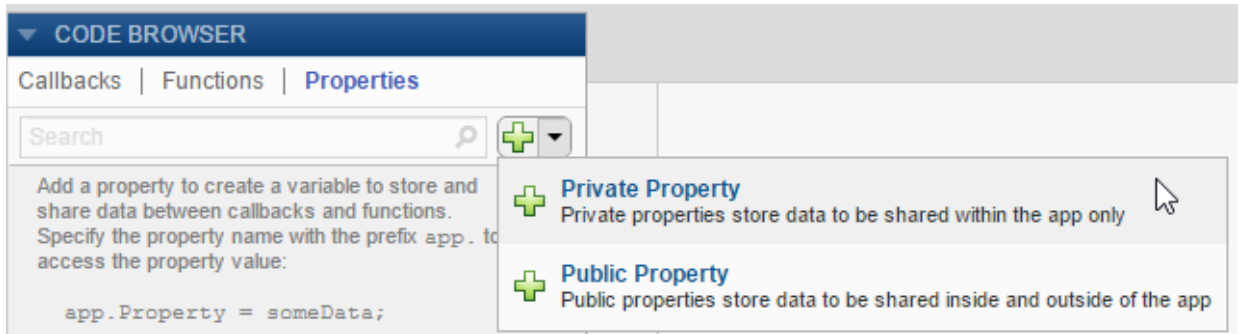 CODE BROWSER
Callbacks | Functions | Properties
Search
Add a property to create a variable to store and
share data between callbacks and functions.
Specify the property name with the prefix app. to
access the property value:
app.Property = someData;
Private Property
Private properties store data to be shared within the app only
Public Property
Public properties store data to be shared inside and outside of the app